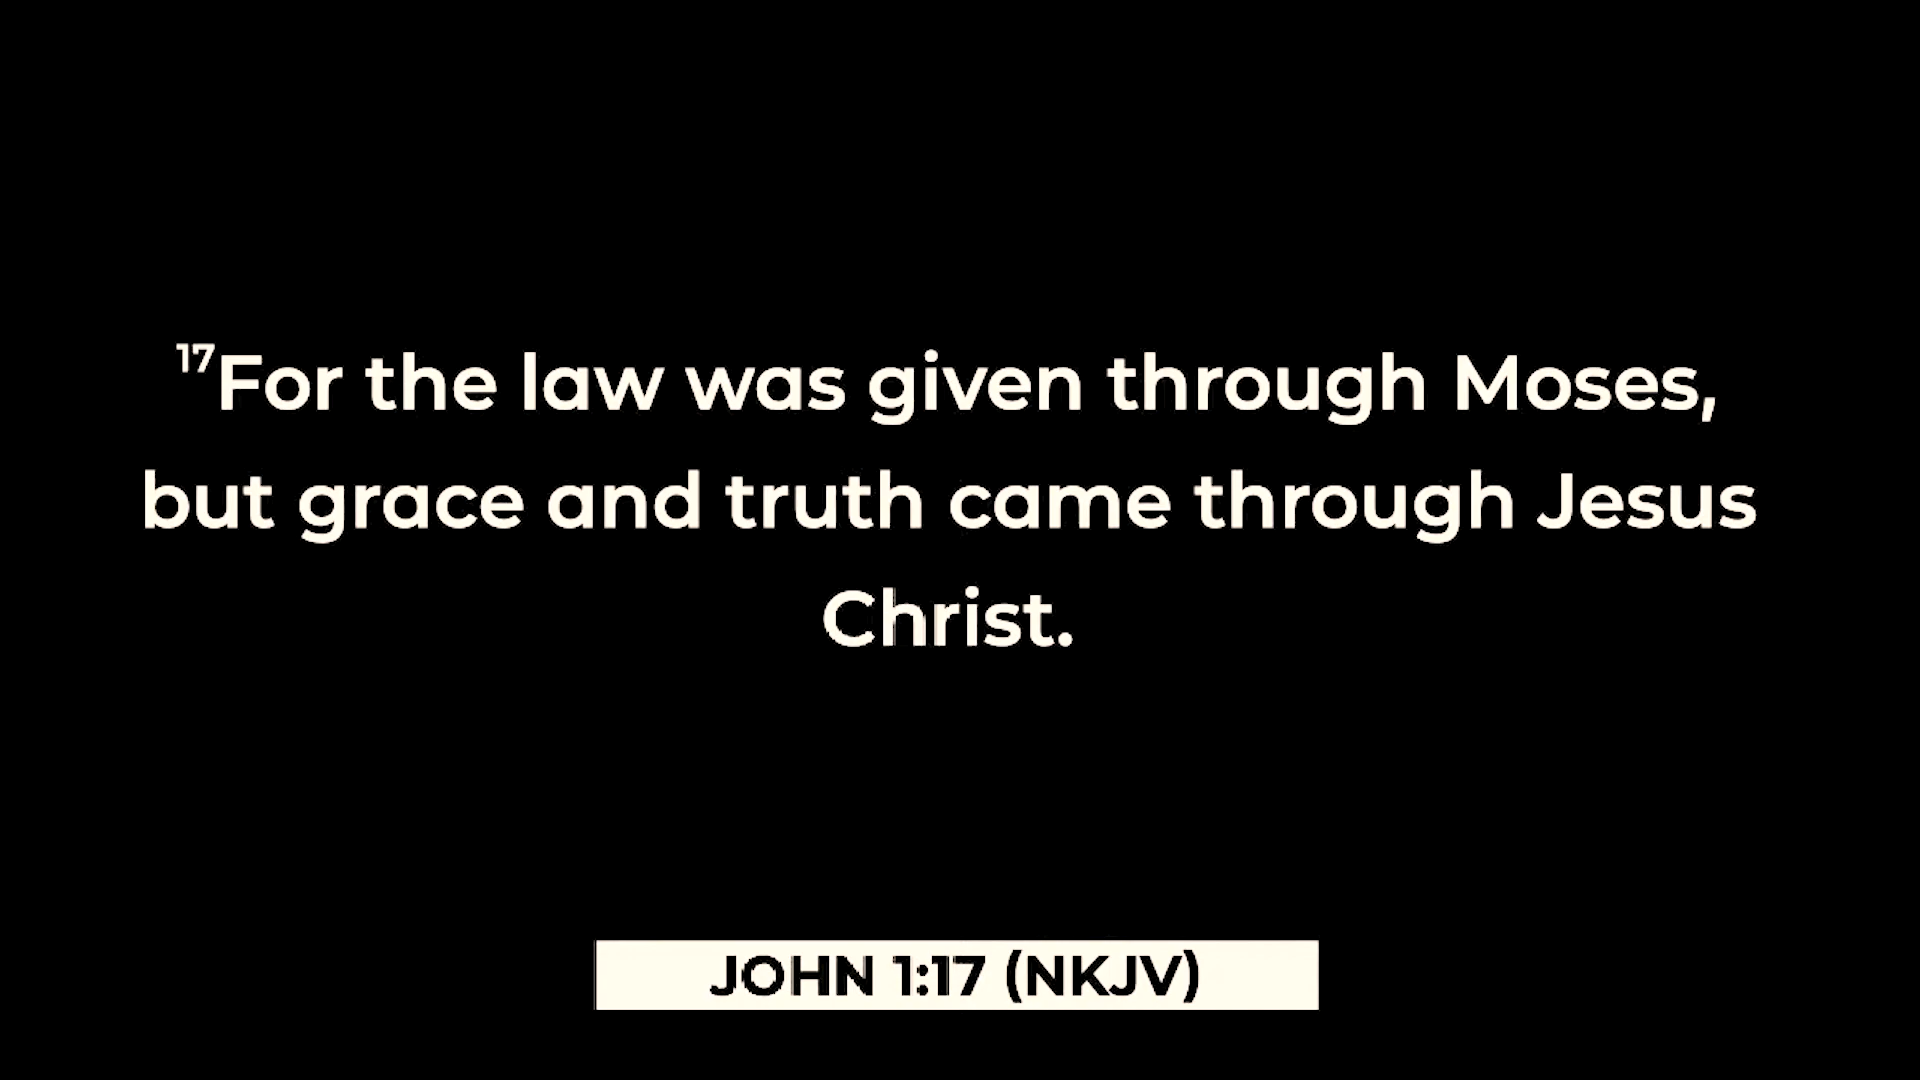 ¹⁷For the law was given through Moses,
but grace and truth came through Jesus
Christ.
JOHN 1:17 (NKJV)